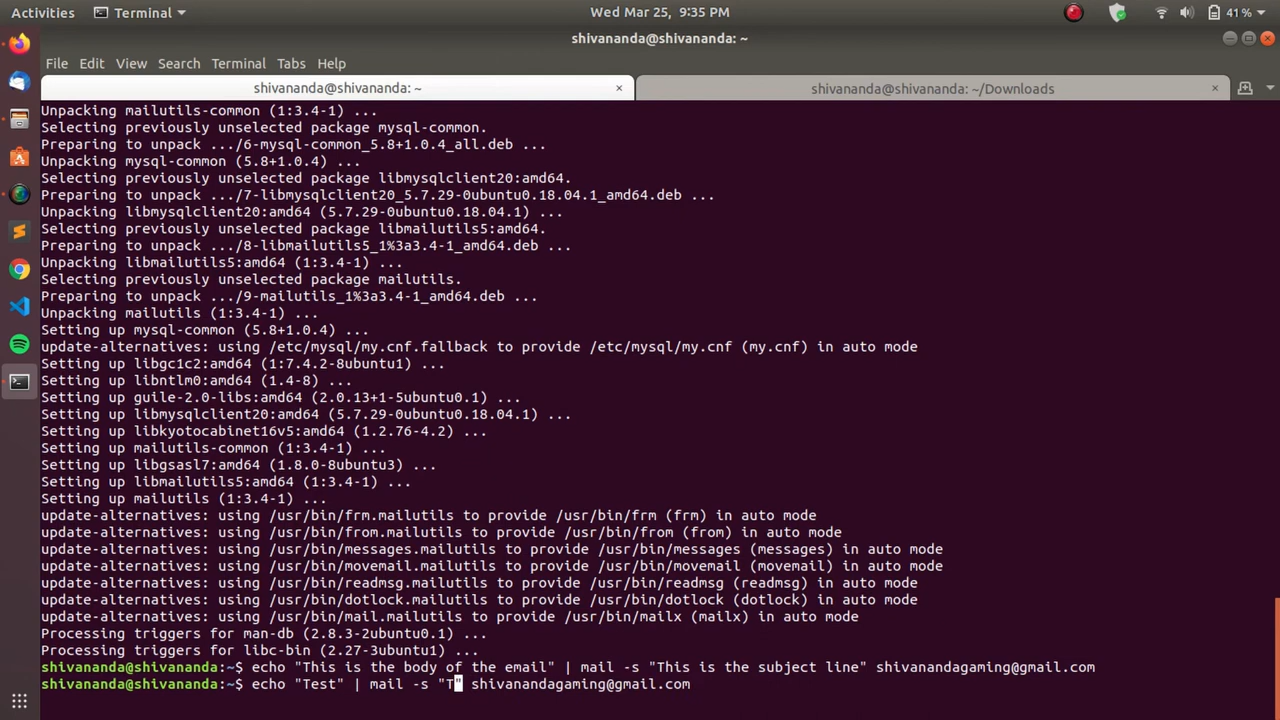 Activities Terminal Wed Mar 25, 9:35 PM 41%
shivananda@shivananda: ~
File Edit View Search Terminal Tabs Help
shivananda@shivananda: ~ × shivananda@shivananda: ~/Downloads ×
Unpacking mailutils-common (1:3.4-1) ...
Selecting previously unselected package mysql-common.
Preparing to unpack .../6-mysql-common_5.8+1.0.4_all.deb ...
Unpacking mysql-common (5.8+1.0.4) ...
Selecting previously unselected package libmysqlclient20:amd64.
Preparing to unpack .../7-libmysqlclient20_5.7.29-0ubuntu0.18.04.1_amd64.deb ...
Unpacking libmysqlclient20:amd64 (5.7.29-0ubuntu0.18.04.1) ...
Selecting previously unselected package libmailutils5:amd64.
Preparing to unpack .../8-libmailutils5_1%3a3.4-1_amd64.deb ...
Unpacking libmailutils5:amd64 (1:3.4-1) ...
Selecting previously unselected package mailutils.
Preparing to unpack .../9-mailutils_1%3a3.4-1_amd64.deb ...
Unpacking mailutils (1:3.4-1) ...
Setting up mysql-common (5.8+1.0.4) ...
update-alternatives: using /etc/mysql/my.cnf.fallback to provide /etc/mysql/my.cnf (my.cnf) in auto mode
Setting up libgc1c2:amd64 (1:7.4.2-8ubuntu1) ...
Setting up libntlm0:amd64 (1.4-8) ...
Setting up guile-2.0-libs:amd64 (2.0.13+1-5ubuntu0.1) ...
Setting up libmysqlclient20:amd64 (5.7.29-0ubuntu0.18.04.1) ...
Setting up libkyotocabinet16v5:amd64 (1.2.76-4.2) ...
Setting up mailutils-common (1:3.4-1) ...
Setting up libgsasl7:amd64 (1.8.0-8ubuntu3) ...
Setting up libmailutils5:amd64 (1:3.4-1) ...
Setting up mailutils (1:3.4-1) ...
update-alternatives: using /usr/bin/frm.mailutils to provide /usr/bin/frm (frm) in auto mode
update-alternatives: using /usr/bin/from.mailutils to provide /usr/bin/from (from) in auto mode
update-alternatives: using /usr/bin/messages.mailutils to provide /usr/bin/messages (messages) in auto mode
update-alternatives: using /usr/bin/movemail.mailutils to provide /usr/bin/movemail (movemail) in auto mode
update-alternatives: using /usr/bin/readmsg.mailutils to provide /usr/bin/readmsg (readmsg) in auto mode
update-alternatives: using /usr/bin/dotlock.mailutils to provide /usr/bin/dotlock (dotlock) in auto mode
update-alternatives: using /usr/bin/mail.mailutils to provide /usr/bin/mailx (mailx) in auto mode
Processing triggers for man-db (2.8.3-2ubuntu0.1) ...
Processing triggers for libc-bin (2.27-3ubuntu1) ...
shivananda@shivananda:~$ echo "This is the body of the email" | mail -s "This is the subject line" shivanandagaming@gmail.com
shivananda@shivananda:~$ echo "Test" | mail -s "T" shivanandagaming@gmail.com